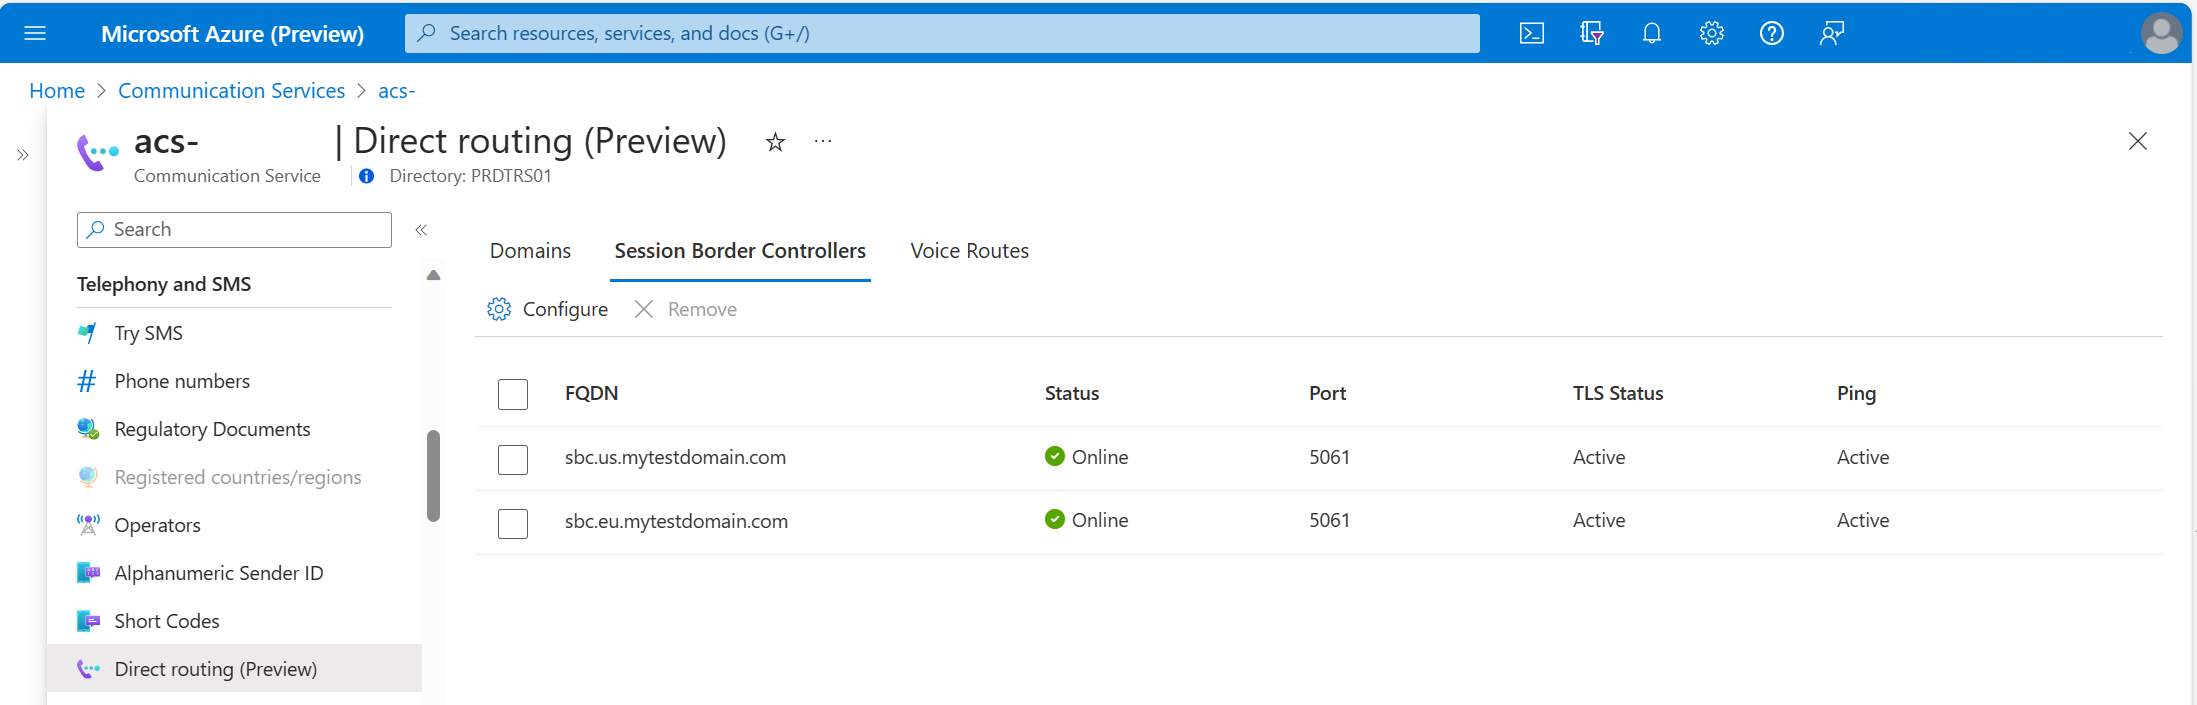 Microsoft Azure (Preview)
Search resources, services, and docs (G+/)
Home > Communication Services > acs-
acs- | Direct routing (Preview)
Communication Service
Directory: PRDTRS01
Search
Telephony and SMS
Try SMS
Phone numbers
Regulatory Documents
Registered countries/regions
Operators
Alphanumeric Sender ID
Short Codes
Direct routing (Preview)
Domains Session Border Controllers Voice Routes
Configure Remove
FQDN Status Port TLS Status Ping
sbc.us.mytestdomain.com Online 5061 Active Active
sbc.eu.mytestdomain.com Online 5061 Active Active